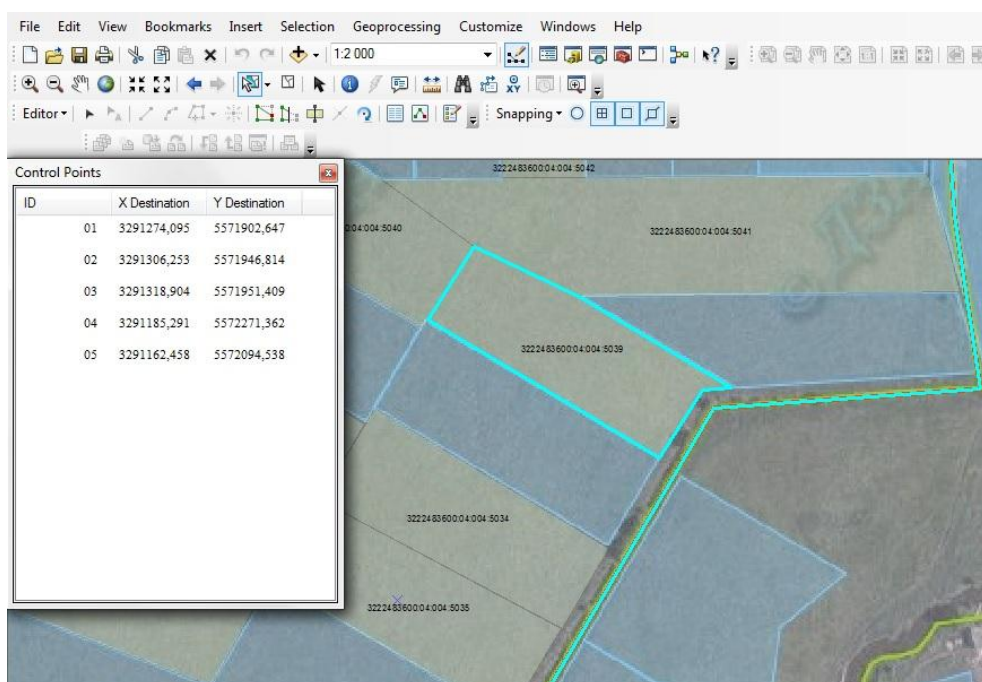 File Edit View Bookmarks Insert Selection Geoprocessing Customize Windows Help
1:2 000
Editor
Snapping
Control Points
ID X Destination Y Destination
01 3291274,095 5571902,647
02 3291306,253 5571946,814
03 3291318,904 5571951,409
04 3291185,291 5572271,362
05 3291162,458 5572094,538
3222483600:04:004:5042
04:004:5040
3222483600:04:004:5041
3222483600:04:004:5039
3222483600:04:004:5034
3222483600:04:004:5035